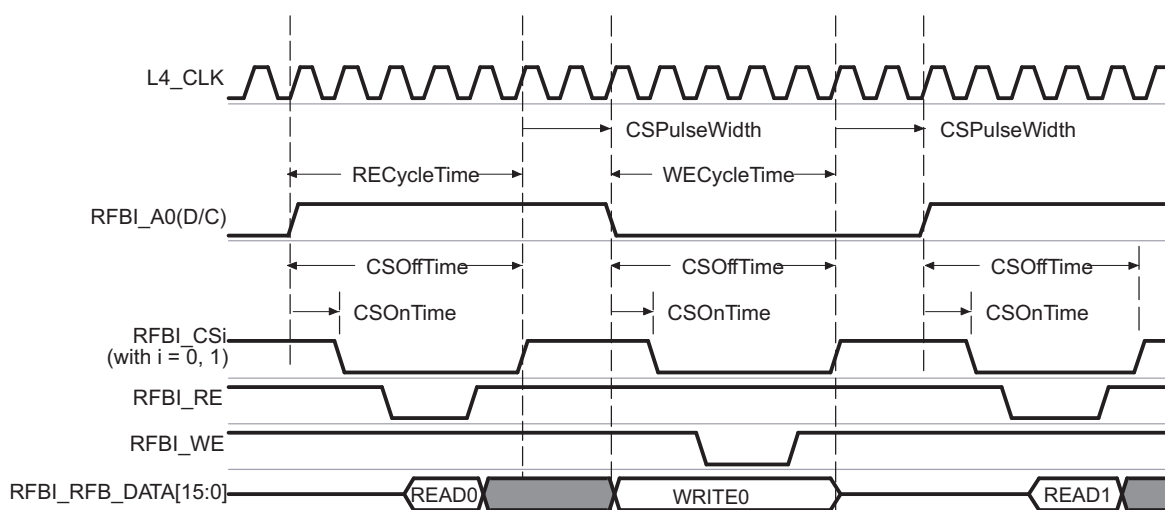 L4_CLK
CSPulseWidth CSPulseWidth
RECycleTime WECycleTime
RFBI_A0(D/C)
CSOffTime CSOffTime CSOffTime
CSOnTime CSOnTime CSOnTime
RFBI_CSi
(with i = 0, 1)
RFBI_RE
RFBI_WE
RFBI_RFB_DATA[15:0] READ0 WRITE0 READ1